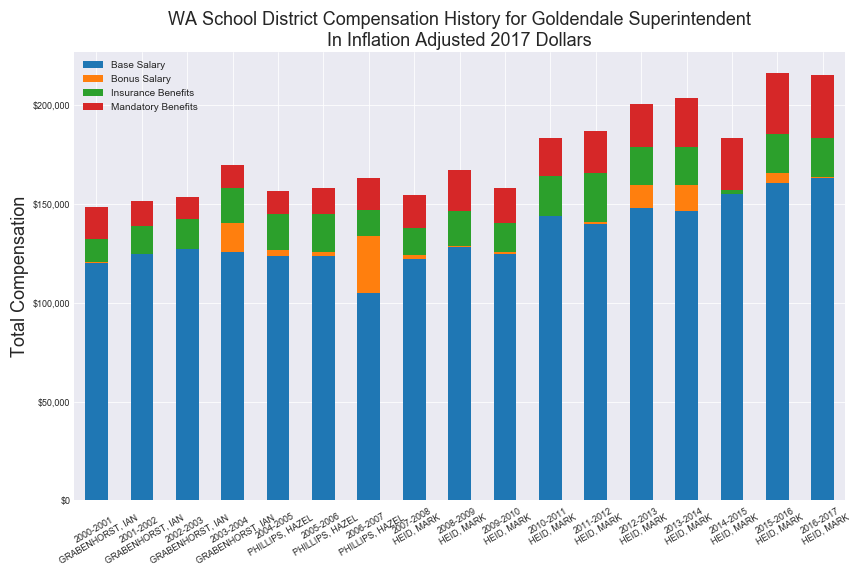 WA School District Compensation History for Goldendale Superintendent
In Inflation Adjusted 2017 Dollars
Base Salary
Bonus Salary
Insurance Benefits
Mandatory Benefits
Total Compensation
$200,000
$150,000
$100,000
$50,000
$0
2000-2001
GRABENHORST, IAN
2001-2002
GRABENHORST, IAN
2002-2003
GRABENHORST, IAN
2003-2004
GRABENHORST, IAN
2004-2005
PHILLIPS, HAZEL
2005-2006
PHILLIPS, HAZEL
2006-2007
PHILLIPS, HAZEL
2007-2008
HEID, MARK
2008-2009
HEID, MARK
2009-2010
HEID, MARK
2010-2011
HEID, MARK
2011-2012
HEID, MARK
2012-2013
HEID, MARK
2013-2014
HEID, MARK
2014-2015
HEID, MARK
2015-2016
HEID, MARK
2016-2017
HEID, MARK